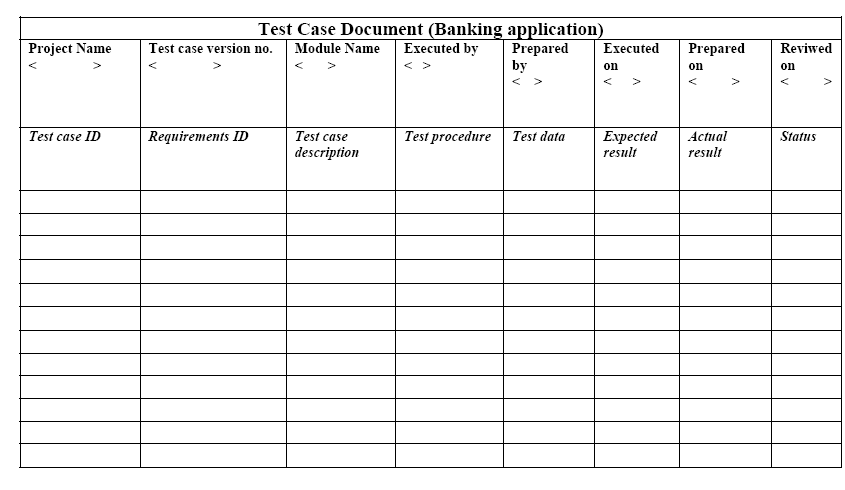 Test Case Document (Banking application)
Project Name
< >
Test case version no.
< >
Module Name
< >
Executed by
< >
Prepared
by
< >
Executed
on
< >
Prepared
on
< >
Reviwed
on
< >
Test case ID
Requirements ID
Test case
description
Test procedure
Test data
Expected
result
Actual
result
Status